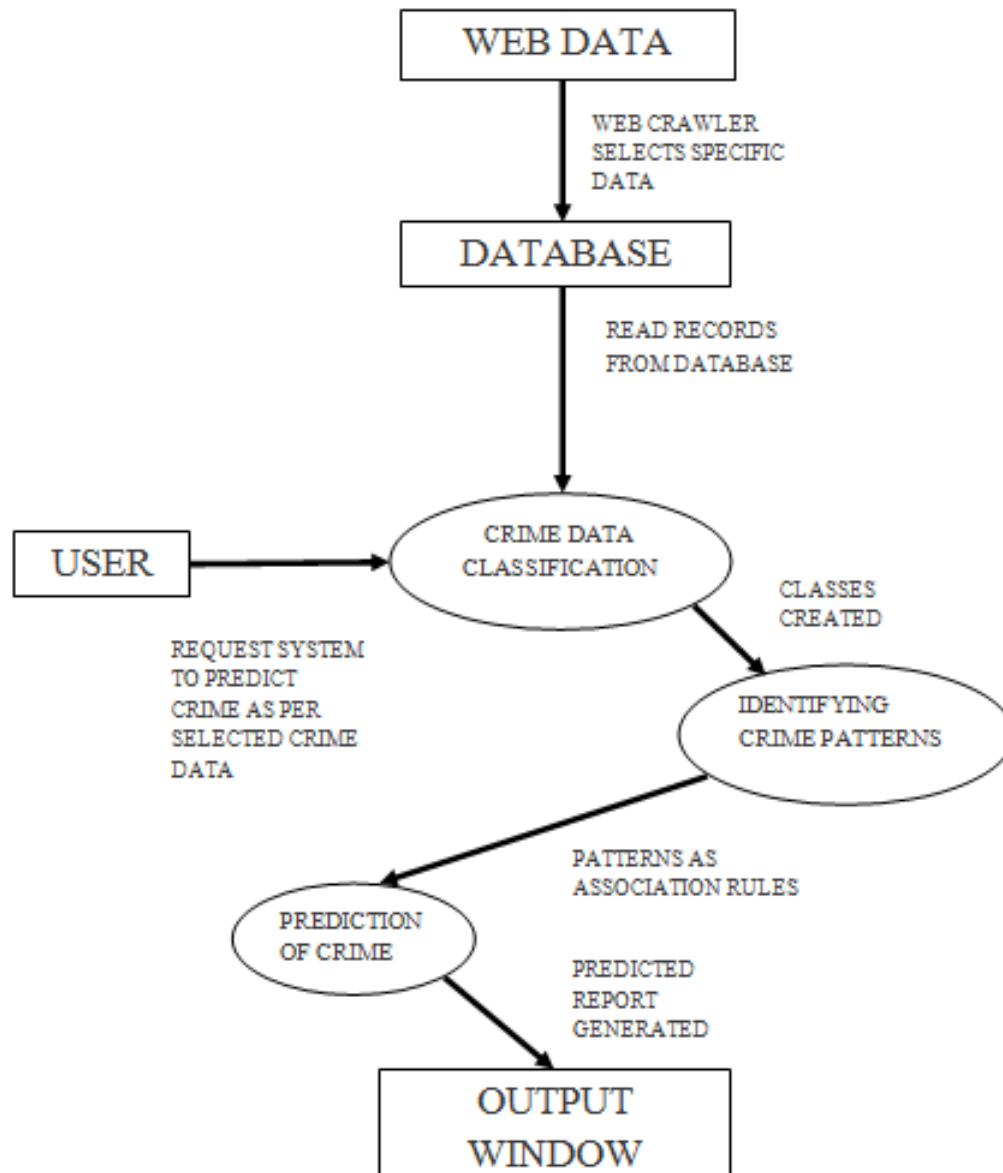 WEB DATA
WEB CRAWLER
SELECTS SPECIFIC
DATA
DATABASE
READ RECORDS
FROM DATABASE
CRIME DATA
CLASSIFICATION
USER
CLASSES
CREATED
REQUEST SYSTEM
TO PREDICT
CRIME AS PER
SELECTED CRIME
DATA
IDENTIFYING
CRIME PATTERNS
PATTERNS AS
ASSOCIATION RULES
PREDICTION
OF CRIME
PREDICTED
REPORT
GENERATED
OUTPUT
WINDOW